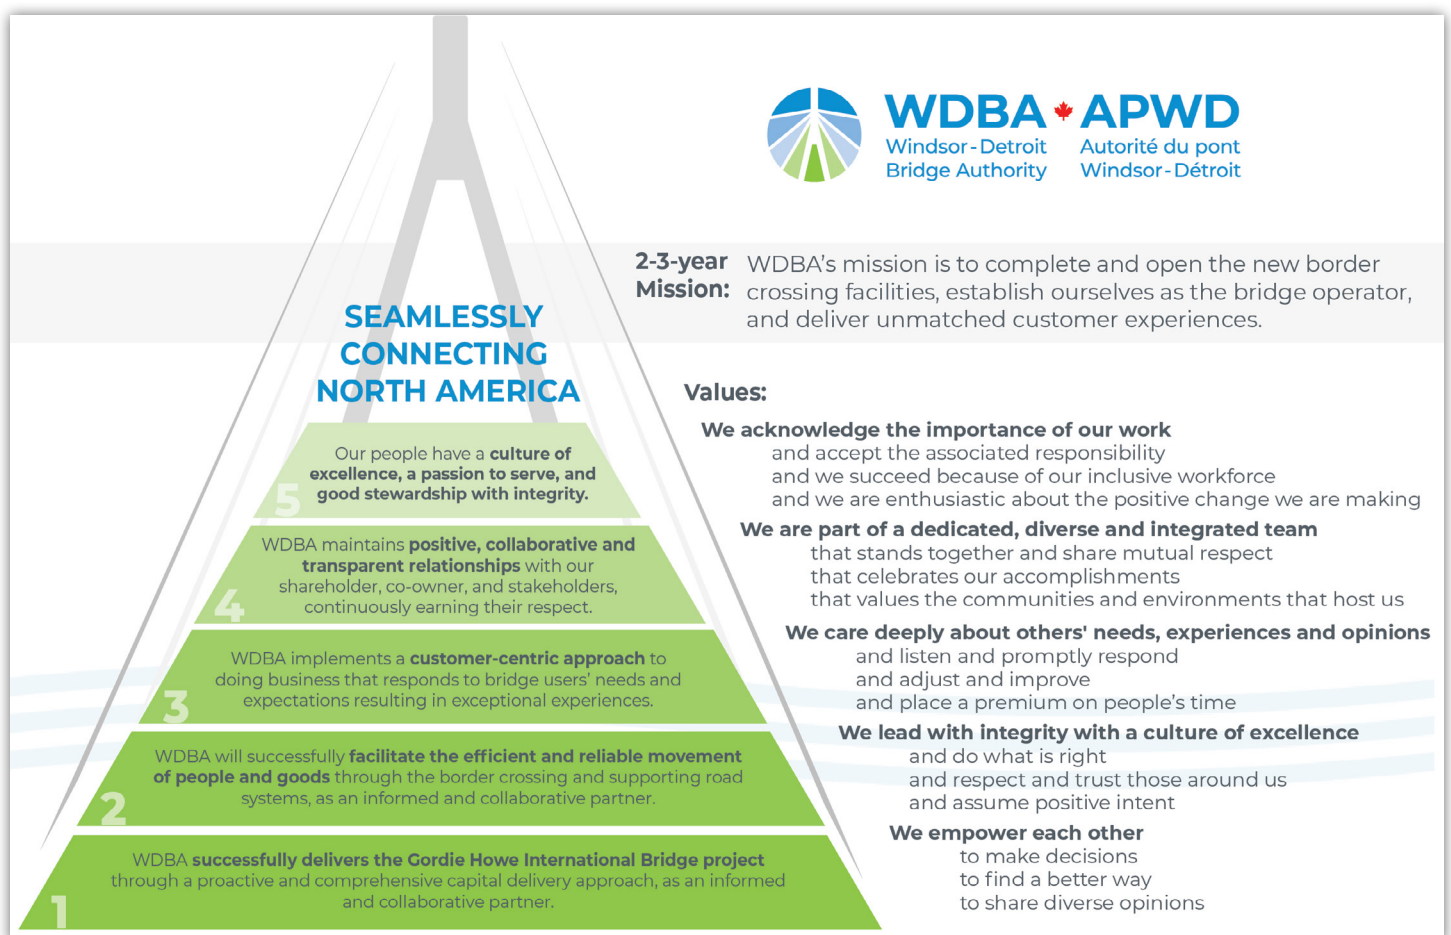 WDBA APWD
Windsor-Detroit
Bridge Authority
Autorité du pont
Windsor-Détroit
2-3-year
Mission:
WDBA's mission is to complete and open the new border
crossing facilities, establish ourselves as the bridge operator,
and deliver unmatched customer experiences.
SEAMLESSLY
CONNECTING
NORTH AMERICA
Our people have a culture of
excellence, a passion to serve, and
good stewardship with integrity.
5
WDBA maintains positive, collaborative and
transparent relationships with our
shareholder, co-owner, and stakeholders,
continuously earning their respect.
4
WDBA implements a customer-centric approach to
doing business that responds to bridge users' needs and
expectations resulting in exceptional experiences.
3
WDBA will successfully facilitate the efficient and reliable movement
of people and goods through the border crossing and supporting road
systems, as an informed and collaborative partner.
2
WDBA successfully delivers the Gordie Howe International Bridge project
through a proactive and comprehensive capital delivery approach, as an informed
and collaborative partner.
1
Values:
We acknowledge the importance of our work
and accept the associated responsibility
and we succeed because of our inclusive workforce
and we are enthusiastic about the positive change we are making
We are part of a dedicated, diverse and integrated team
that stands together and share mutual respect
that celebrates our accomplishments
that values the communities and environments that host us
We care deeply about others' needs, experiences and opinions
and listen and promptly respond
and adjust and improve
and place a premium on people's time
We lead with integrity with a culture of excellence
and do what is right
and respect and trust those around us
and assume positive intent
We empower each other
to make decisions
to find a better way
to share diverse opinions